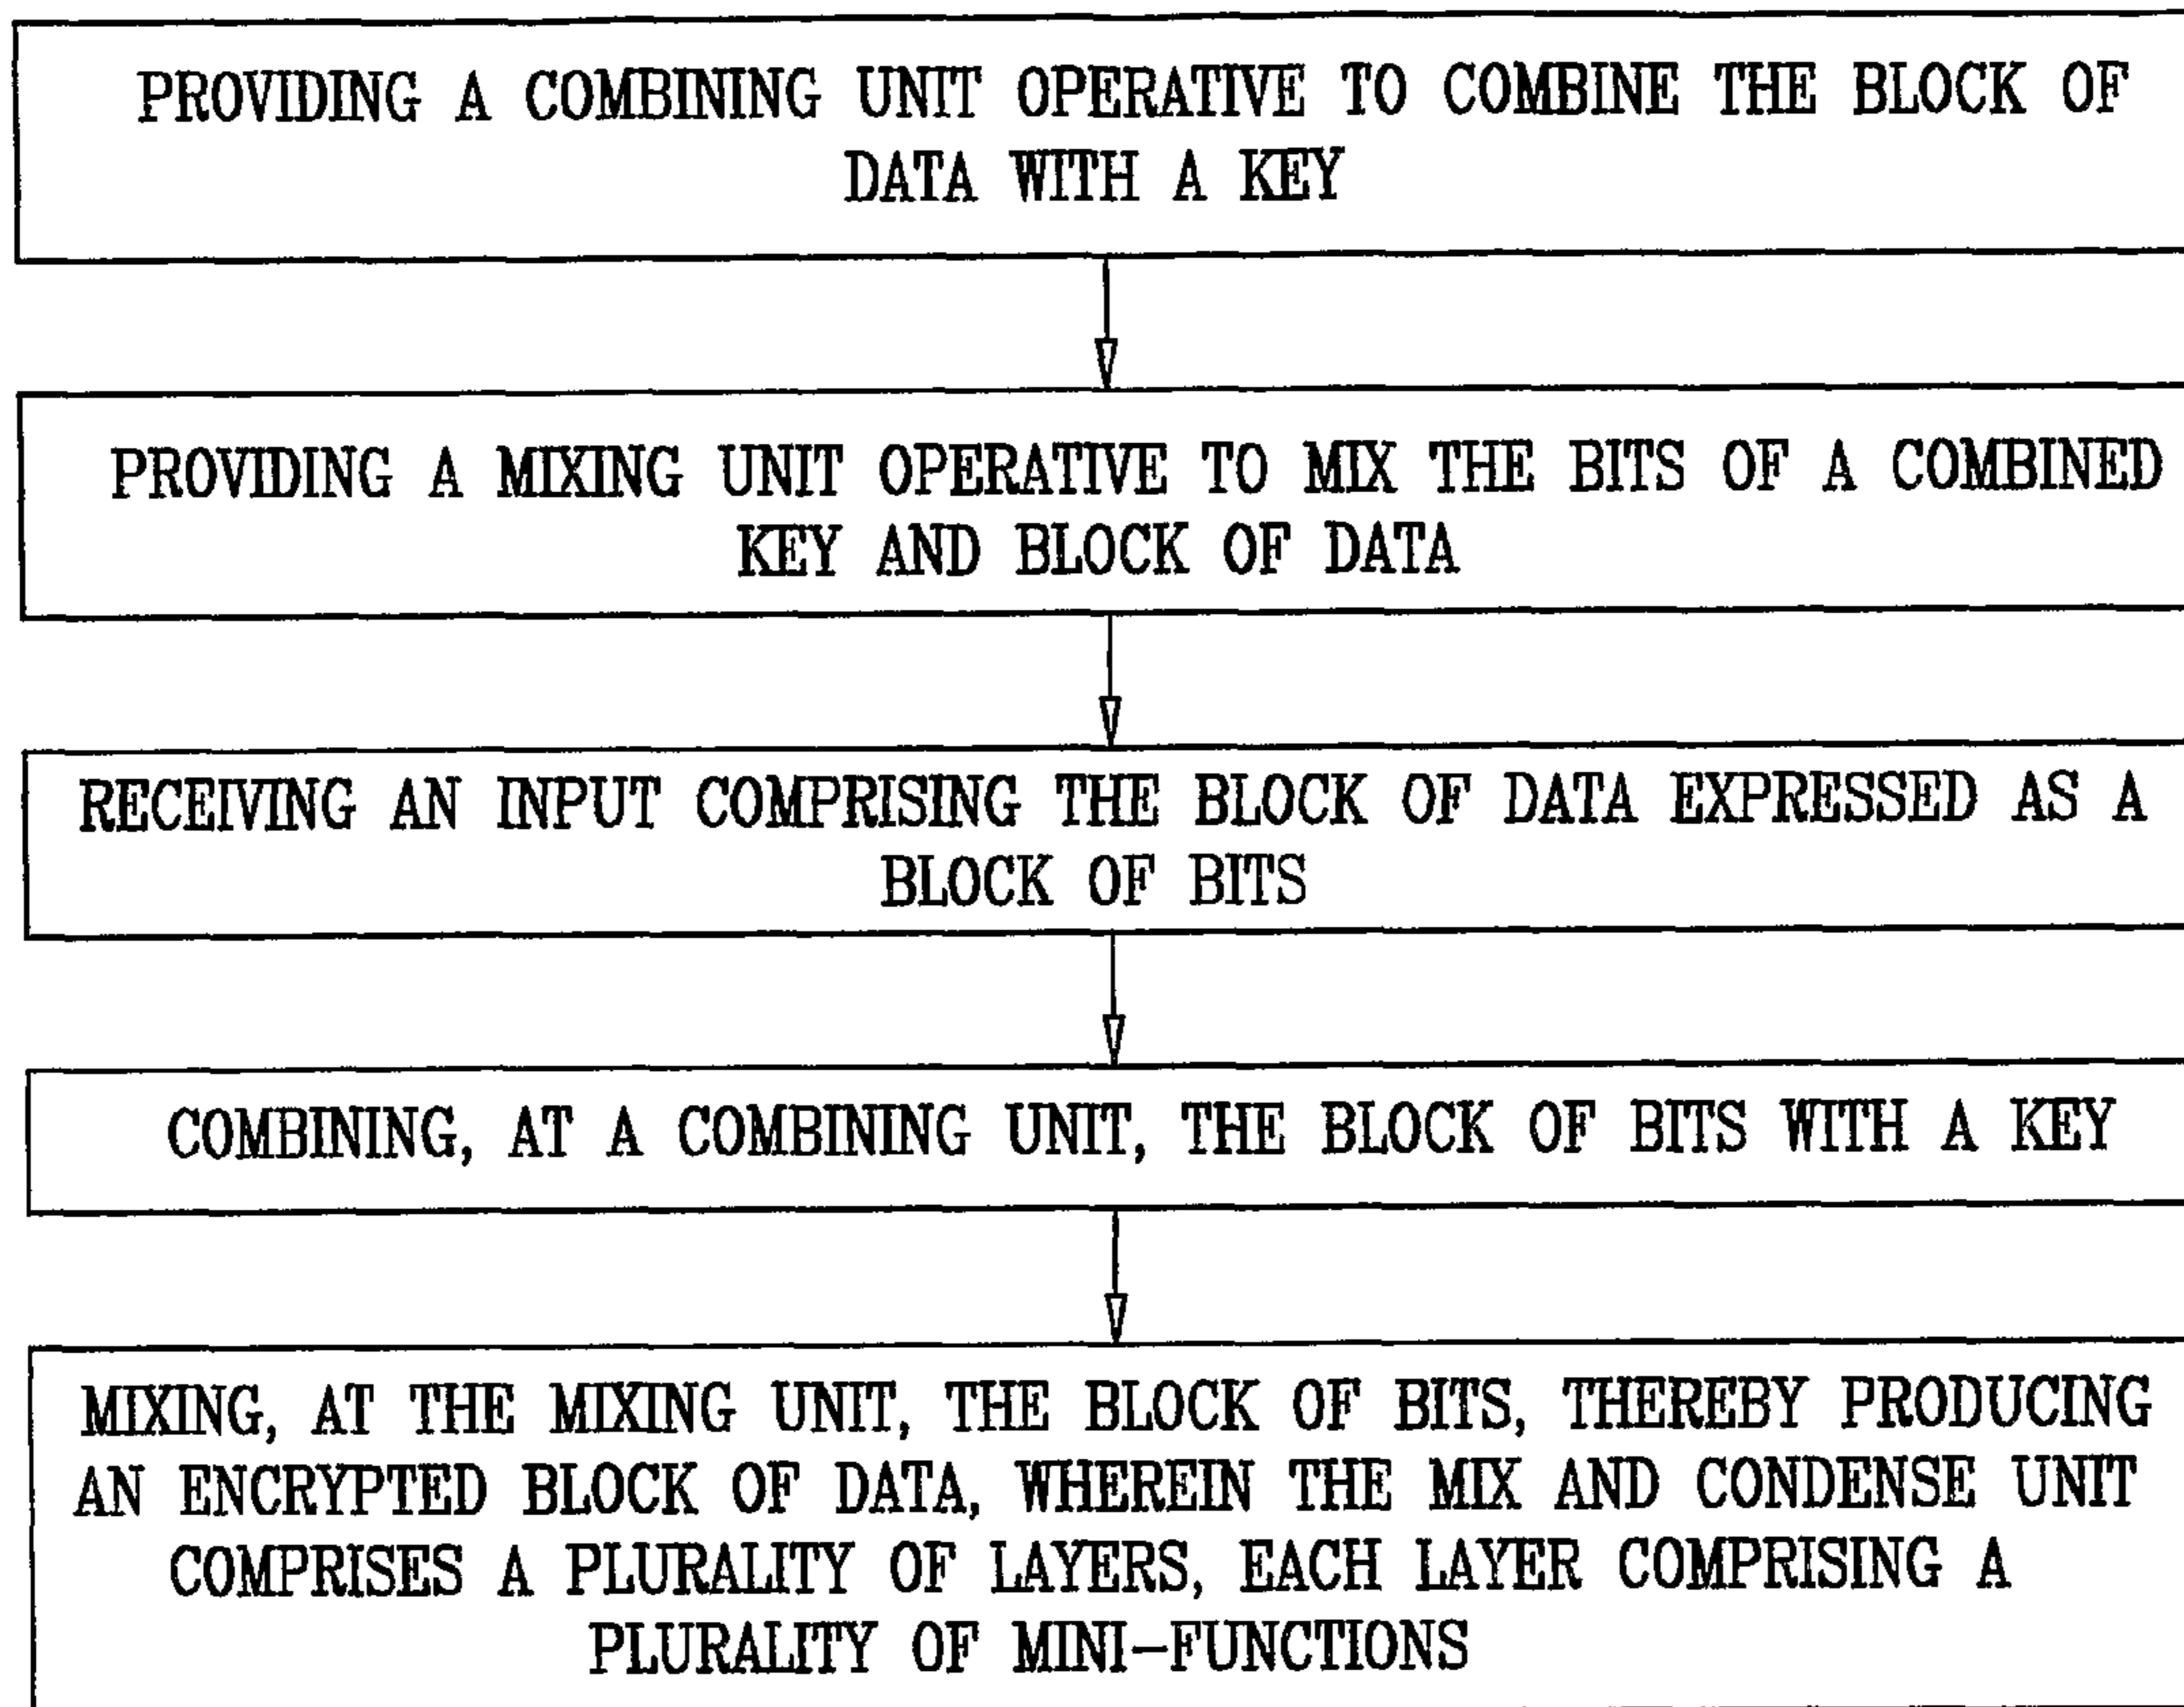 PROVIDING A COMBINING UNIT OPERATIVE TO COMBINE THE BLOCK OF
DATA WITH A KEY
PROVIDING A MIXING UNIT OPERATIVE TO MIX THE BITS OF A COMBINED
KEY AND BLOCK OF DATA
RECEIVING AN INPUT COMPRISING THE BLOCK OF DATA EXPRESSED AS A
BLOCK OF BITS
COMBINING, AT A COMBINING UNIT, THE BLOCK OF BITS WITH A KEY
MIXING, AT THE MIXING UNIT, THE BLOCK OF BITS, THEREBY PRODUCING
AN ENCRYPTED BLOCK OF DATA, WHEREIN THE MIX AND CONDENSE UNIT
COMPRISES A PLURALITY OF LAYERS, EACH LAYER COMPRISING A
PLURALITY OF MINI-FUNCTIONS